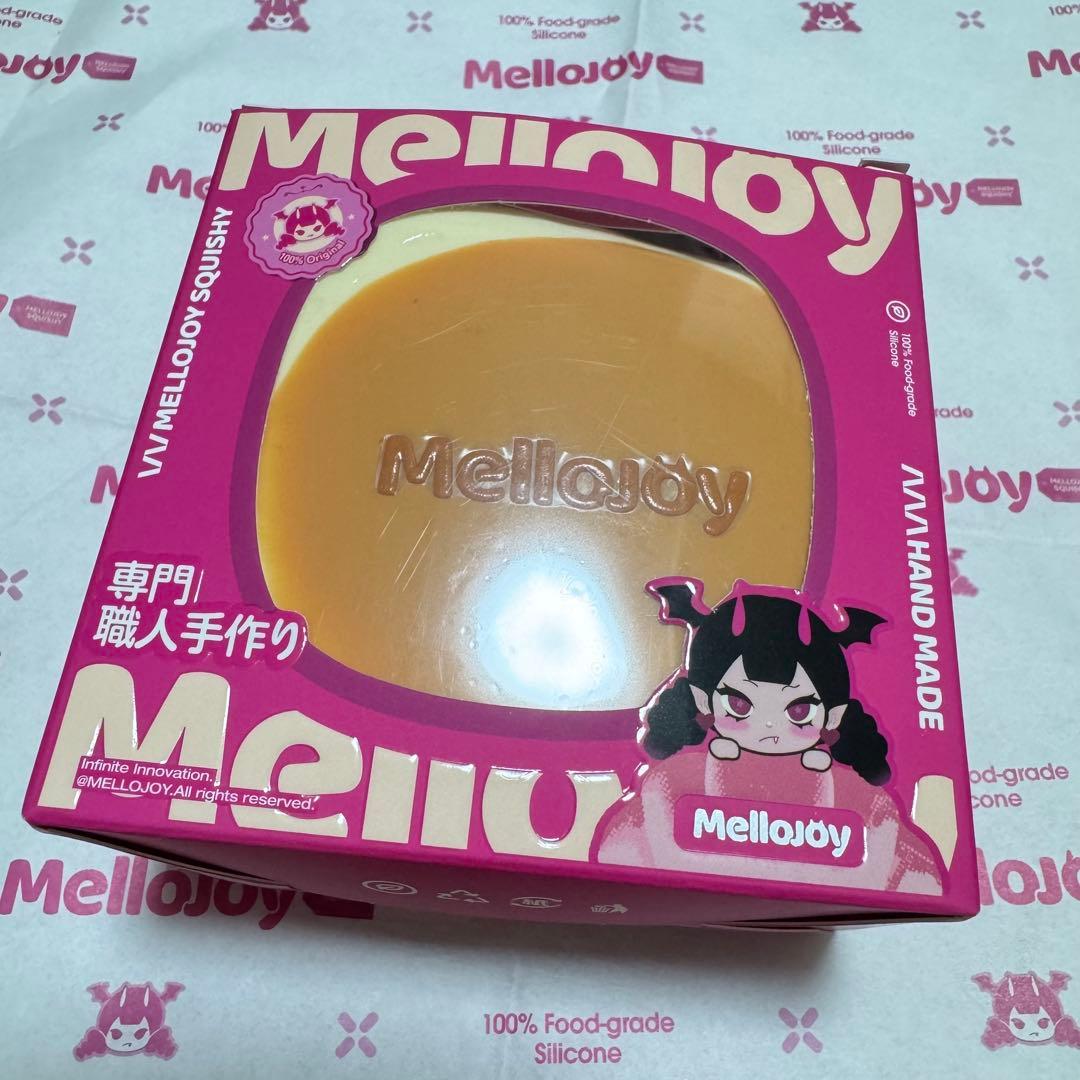 100% Food-grade
Silicone
Mellojoy
100% Food-grade
Silicone
Mellojoy
100% Original
MELLOJOY SQUISHY
100% Food-grade
Silicone
Mellojoy
HAND MADE
専門
職人手作り
Mello
Infinite Innovation.
@MELLOJOY.All rights reserved.
Mellojoy
Mellojoy
100% Food-grade
Silicone